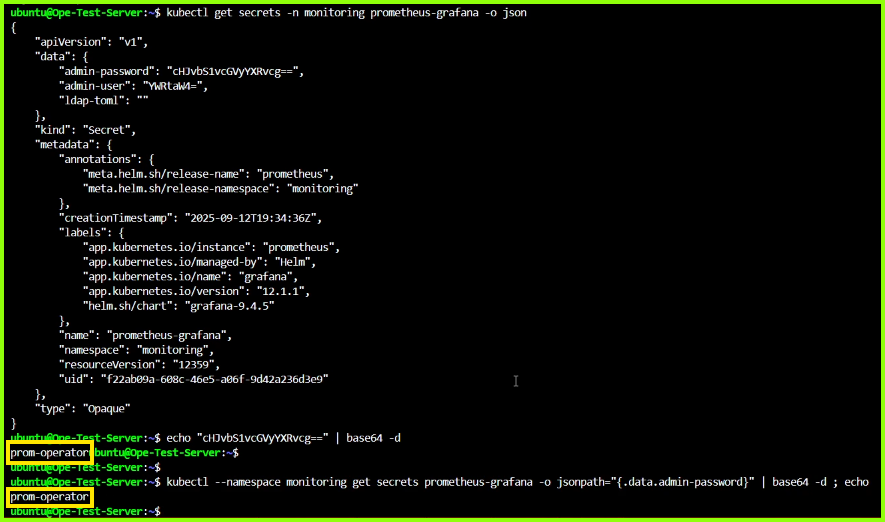 ubuntu@Ope-Test-Server:~$ kubectl get secrets -n monitoring prometheus-grafana -o json
{
    "apiVersion": "v1",
    "data": {
        "admin-password": "cHJvbS1vcGVyYXRvcg==",
        "admin-user": "YWRtaW4=",
        "ldap-toml": ""
    },
    "kind": "Secret",
    "metadata": {
        "annotations": {
            "meta.helm.sh/release-name": "prometheus",
            "meta.helm.sh/release-namespace": "monitoring"
        },
        "creationTimestamp": "2025-09-12T19:34:36Z",
        "labels": {
            "app.kubernetes.io/instance": "prometheus",
            "app.kubernetes.io/managed-by": "Helm",
            "app.kubernetes.io/name": "grafana",
            "app.kubernetes.io/version": "12.1.1",
            "helm.sh/chart": "grafana-9.4.5"
        },
        "name": "prometheus-grafana",
        "namespace": "monitoring",
        "resourceVersion": "12359",
        "uid": "f22ab09a-608c-46e5-a06f-9d42a236d3e9"
    },
    "type": "Opaque"
}
ubuntu@Ope-Test-Server:~$ echo "cHJvbS1vcGVyYXRvcg==" | base64 -d
prom-operatorubuntu@Ope-Test-Server:~$
ubuntu@Ope-Test-Server:~$
ubuntu@Ope-Test-Server:~$ kubectl --namespace monitoring get secrets prometheus-grafana -o jsonpath="{.data.admin-password}" | base64 -d ; echo
prom-operator
ubuntu@Ope-Test-Server:~$